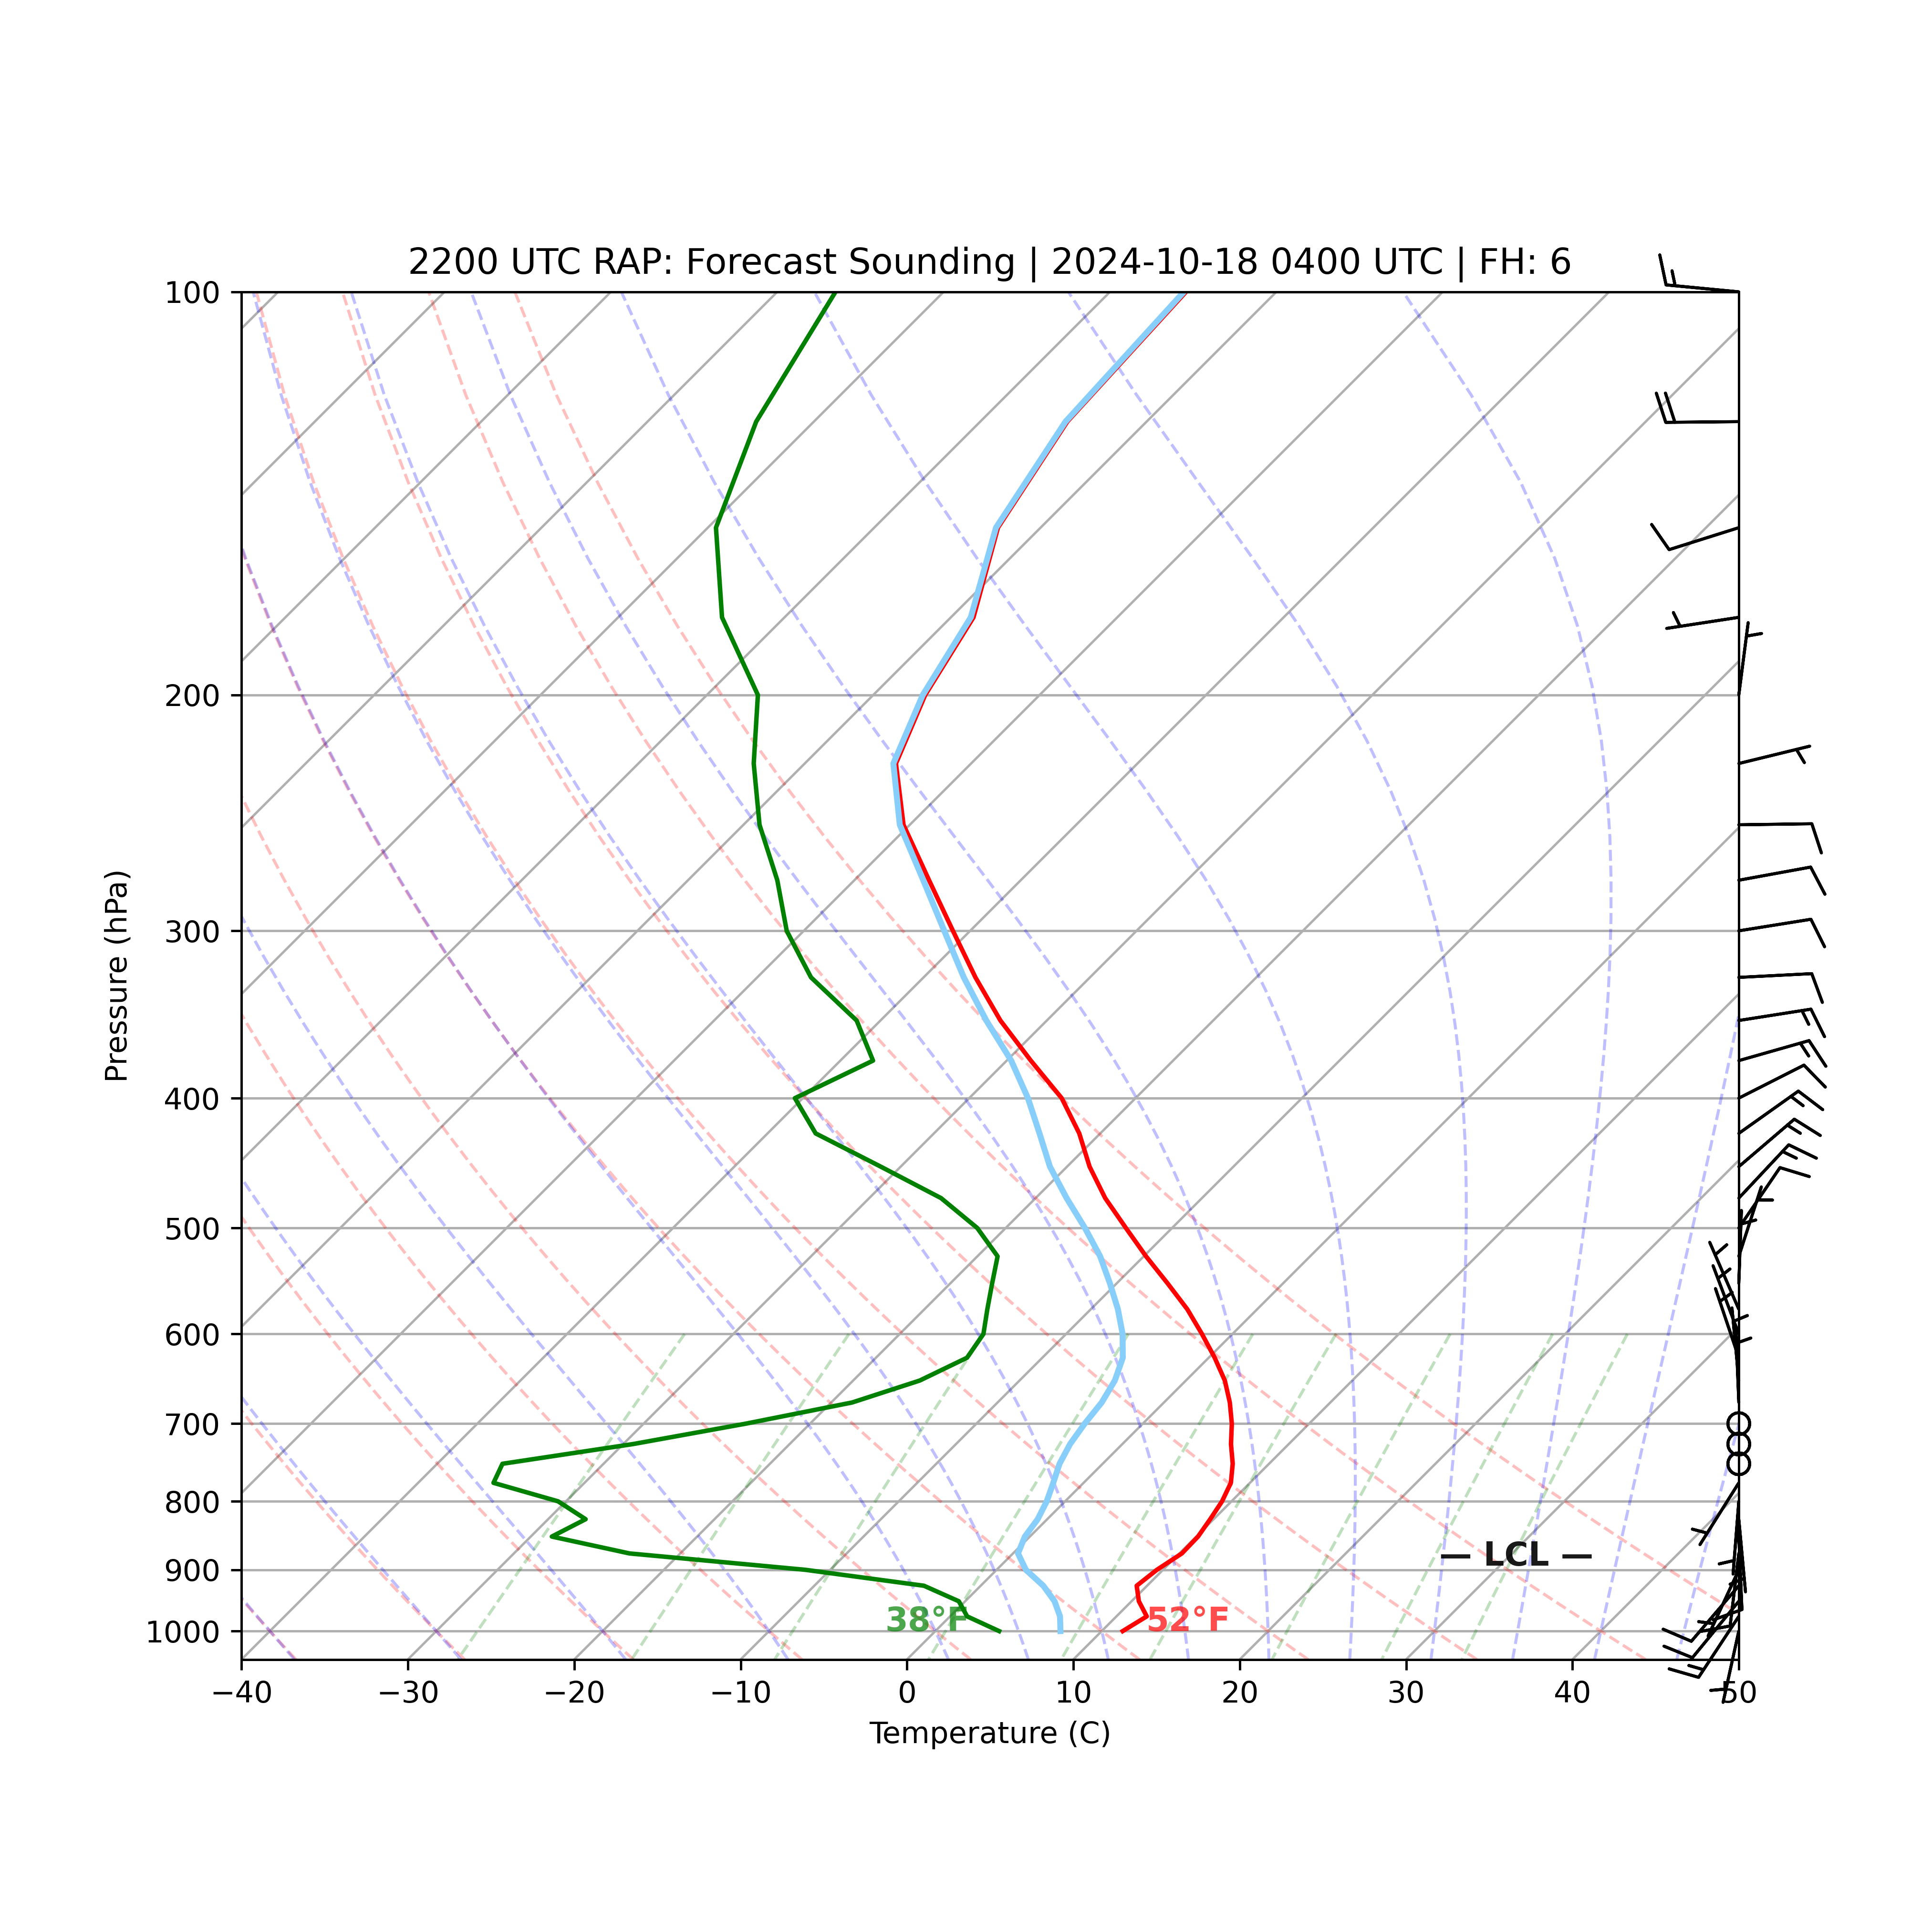 2200 UTC RAP: Forecast Sounding | 2024-10-18 0400 UTC | FH: 6
100
200
300
400
500
600
700
800
900
1000
Pressure (hPa)
— LCL —
38°F
52°F
−40 −30 −20 −10 0 10 20 30 40 50
Temperature (C)